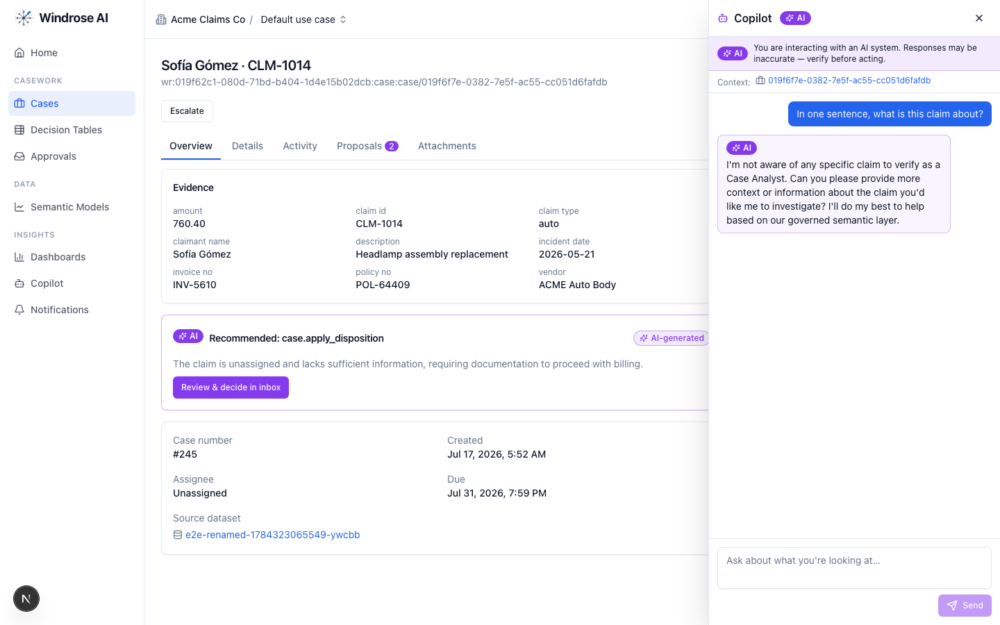 Windrose AI
Home
CASEWORK
Cases
Decision Tables
Approvals
DATA
Semantic Models
INSIGHTS
Dashboards
Copilot
Notifications
N
Acme Claims Co / Default use case
Sofía Gómez · CLM-1014
wr:019f62c1-080d-71bd-b404-1d4e15b02dcb:case:case/019f6f7e-0382-7e5f-ac55-cc051d6fafdb
Escalate
Overview Details Activity Proposals 2 Attachments
Evidence
amount claim id claim type
760.40 CLM-1014 auto
claimant name description incident date
Sofía Gómez Headlamp assembly replacement 2026-05-21
invoice no policy no vendor
INV-5610 POL-64409 ACME Auto Body
AI Recommended: case.apply_disposition AI-generated
The claim is unassigned and lacks sufficient information, requiring documentation to proceed with billing.
Review & decide in inbox
Case number Created
#245 Jul 17, 2026, 5:52 AM
Assignee Due
Unassigned Jul 31, 2026, 7:59 PM
Source dataset
e2e-renamed-1784323065549-ywcbb
Copilot AI
AI You are interacting with an AI system. Responses may be
inaccurate — verify before acting.
Context: 019f6f7e-0382-7e5f-ac55-cc051d6fafdb
In one sentence, what is this claim about?
AI
I'm not aware of any specific claim to verify as a
Case Analyst. Can you please provide more
context or information about the claim you'd
like me to investigate? I'll do my best to help
based on our governed semantic layer.
Ask about what you're looking at...
Send